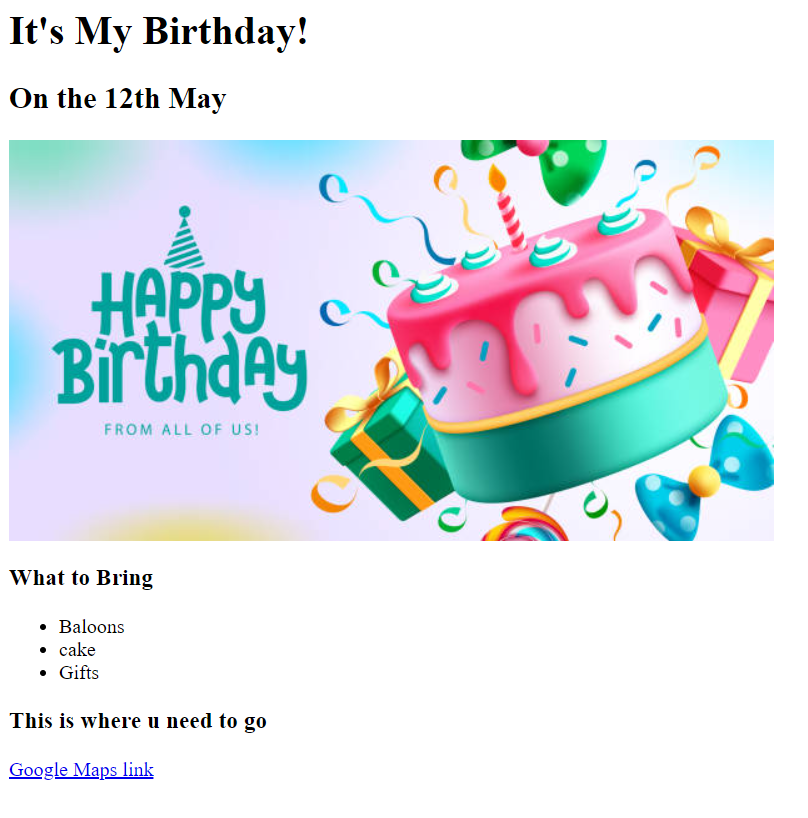 It's My Birthday!
On the 12th May
HAPPY
BirthdAy
FROM ALL OF US!
What to Bring
Baloons
cake
Gifts
This is where u need to go
Google Maps link